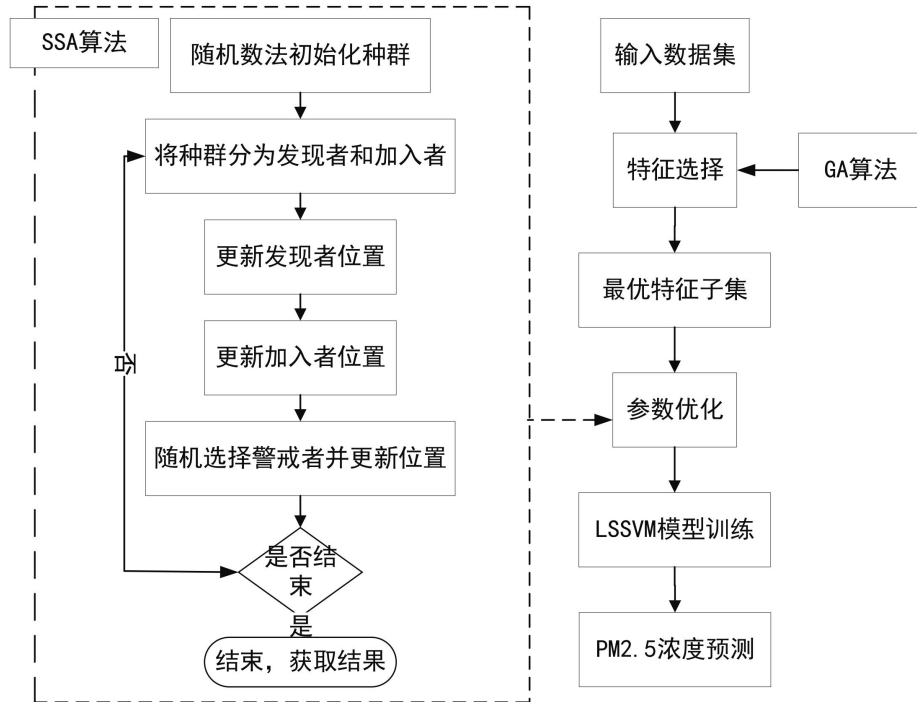 SSA算法
随机数法初始化种群
将种群分为发现者和加入者
更新发现者位置
更新加入者位置
否
随机选择警戒者并更新位置
是否结
束
是
结束，获取结果
输入数据集
特征选择
GA算法
最优特征子集
参数优化
LSSVM模型训练
PM2.5浓度预测